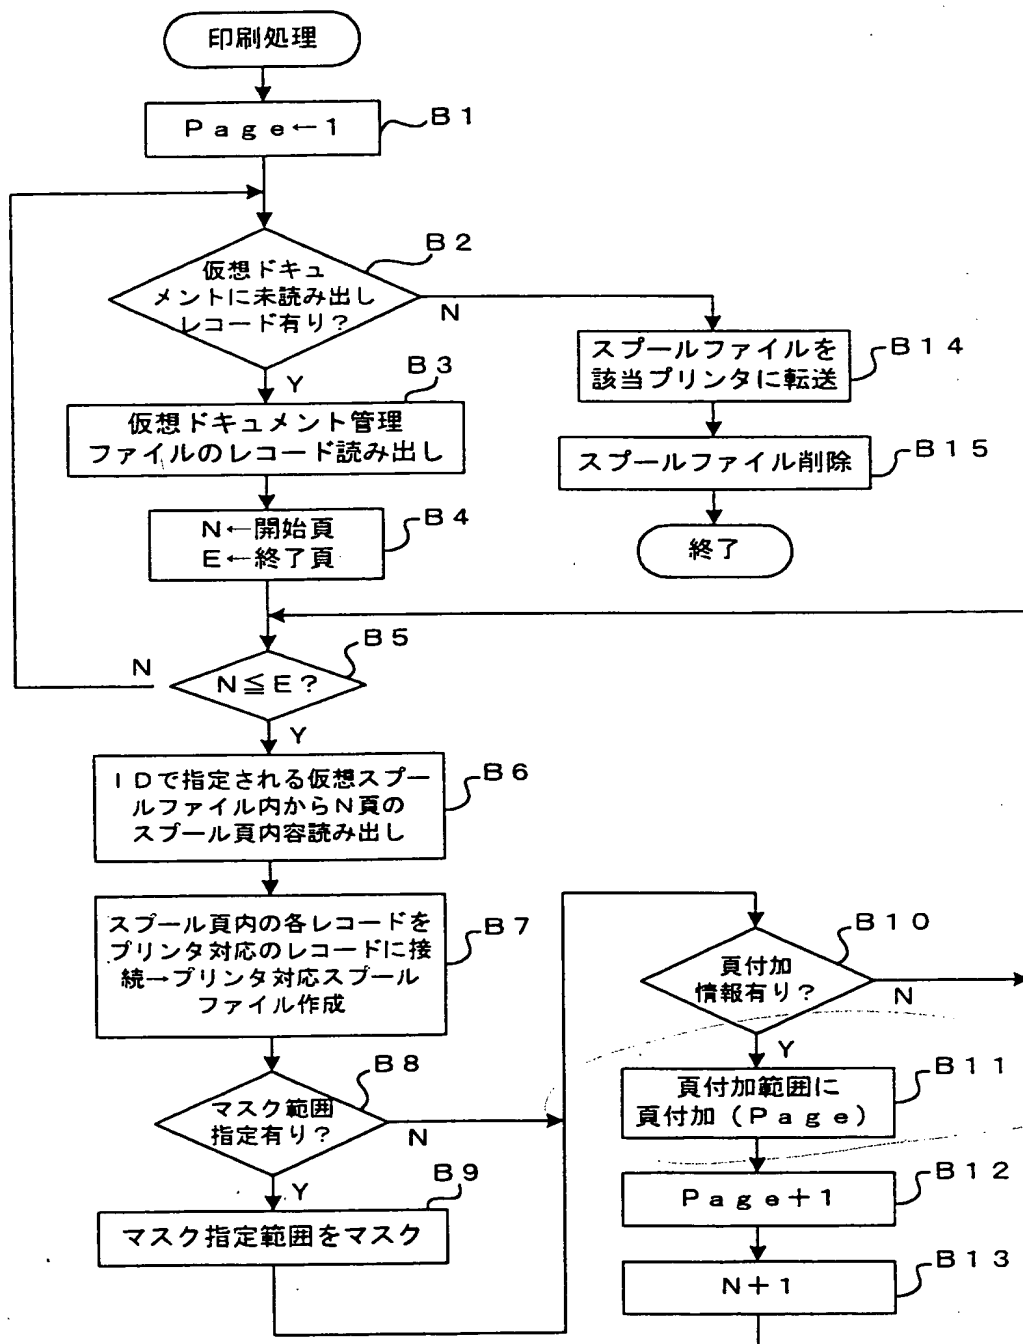 印刷処理
Page←1
B1
仮想ドキュ
メントに未読み出し
レコード有り?
B2
N
Y
スプールファイルを
該当プリンタに転送
B14
B3
仮想ドキュメント管理
ファイルのレコード読み出し
スプールファイル削除
B15
N←開始頁
E←終了頁
B4
終了
B5
N≦E?
N
Y
IDで指定される仮想スプー
ルファイル内からN頁の
スプール頁内容読み出し
B6
スプール頁内の各レコードを
プリンタ対応のレコードに接
続→プリンタ対応スプール
ファイル作成
B7
B8
マスク範囲
指定有り?
N
Y
B9
マスク指定範囲をマスク
B10
頁付加
情報有り?
N
Y
頁付加範囲に
頁付加(Page)
B11
Page+1
B12
N+1
B13